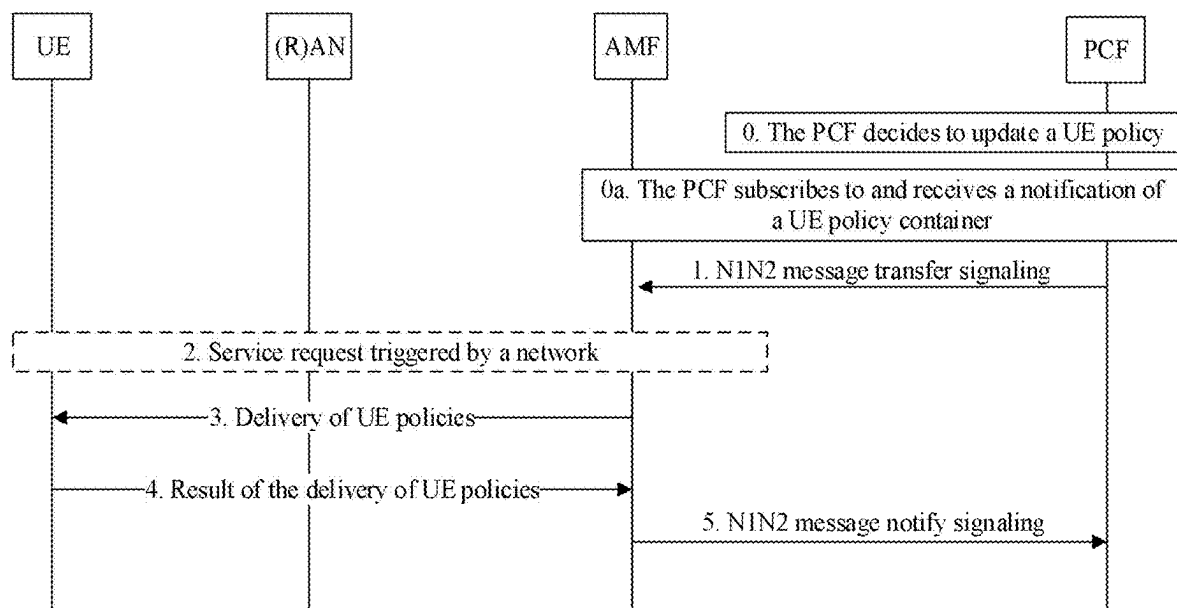 UE
(R)AN
AMF
PCF
0. The PCF decides to update a UE policy
0a. The PCF subscribes to and receives a notification of
a UE policy container
1. N1N2 message transfer signaling
2. Service request triggered by a network
3. Delivery of UE policies
4. Result of the delivery of UE policies
5. N1N2 message notify signaling